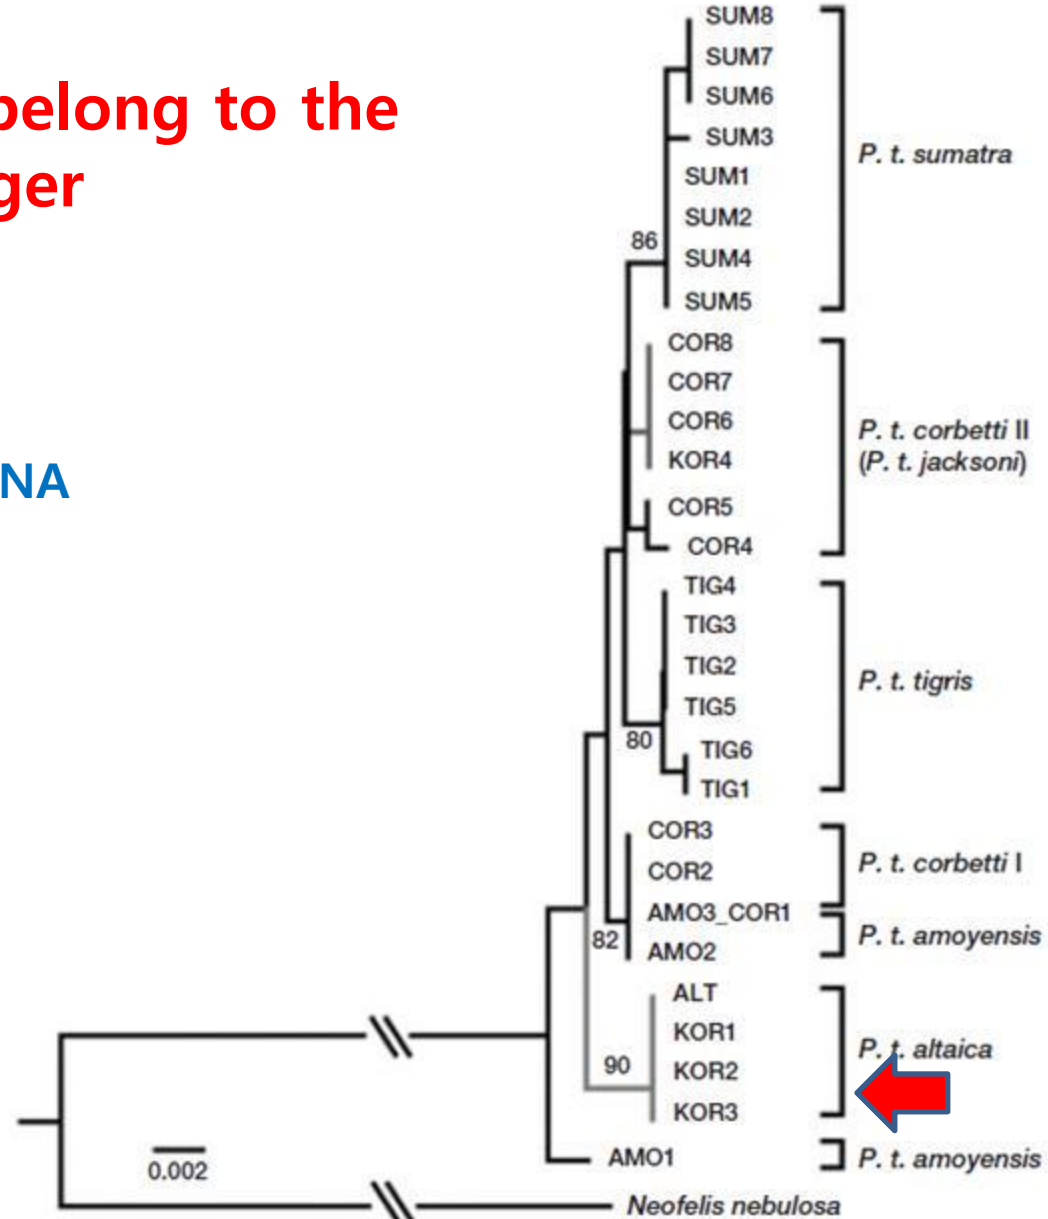 belong to the
ger
NA
SUM8
SUM7
SUM6
SUM3
SUM1
SUM2
SUM4
SUM5
86
P. t. sumatra
COR8
COR7
COR6
KOR4
COR5
COR4
P. t. corbetti II
(P. t. jacksoni)
TIG4
TIG3
TIG2
TIG5
TIG6
TIG1
80
P. t. tigris
COR3
COR2
P. t. corbetti I
AMO3_COR1
AMO2
82
P. t. amoyensis
ALT
KOR1
KOR2
KOR3
90
P. t. altaica
AMO1
P. t. amoyensis
0.002
Neofelis nebulosa